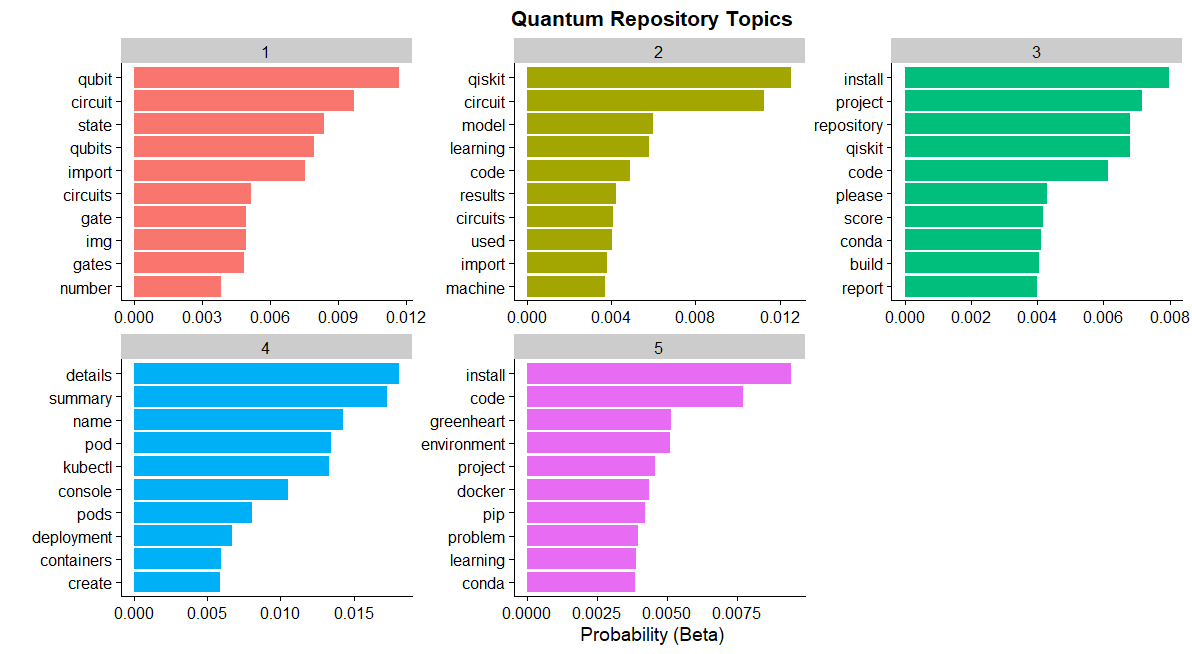 Quantum Repository Topics
1
qubit
circuit
state
qubits
import
circuits
gate
img
gates
number
0.000 0.003 0.006 0.009 0.012
2
qiskit
circuit
model
learning
code
results
circuits
used
import
machine
0.000 0.004 0.008 0.012
3
install
project
repository
qiskit
code
please
score
conda
build
report
0.000 0.002 0.004 0.006 0.008
4
details
summary
name
pod
kubectl
console
pods
deployment
containers
create
0.000 0.005 0.010 0.015
5
install
code
greenheart
environment
project
docker
pip
problem
learning
conda
0.0000 0.0025 0.0050 0.0075
Probability (Beta)